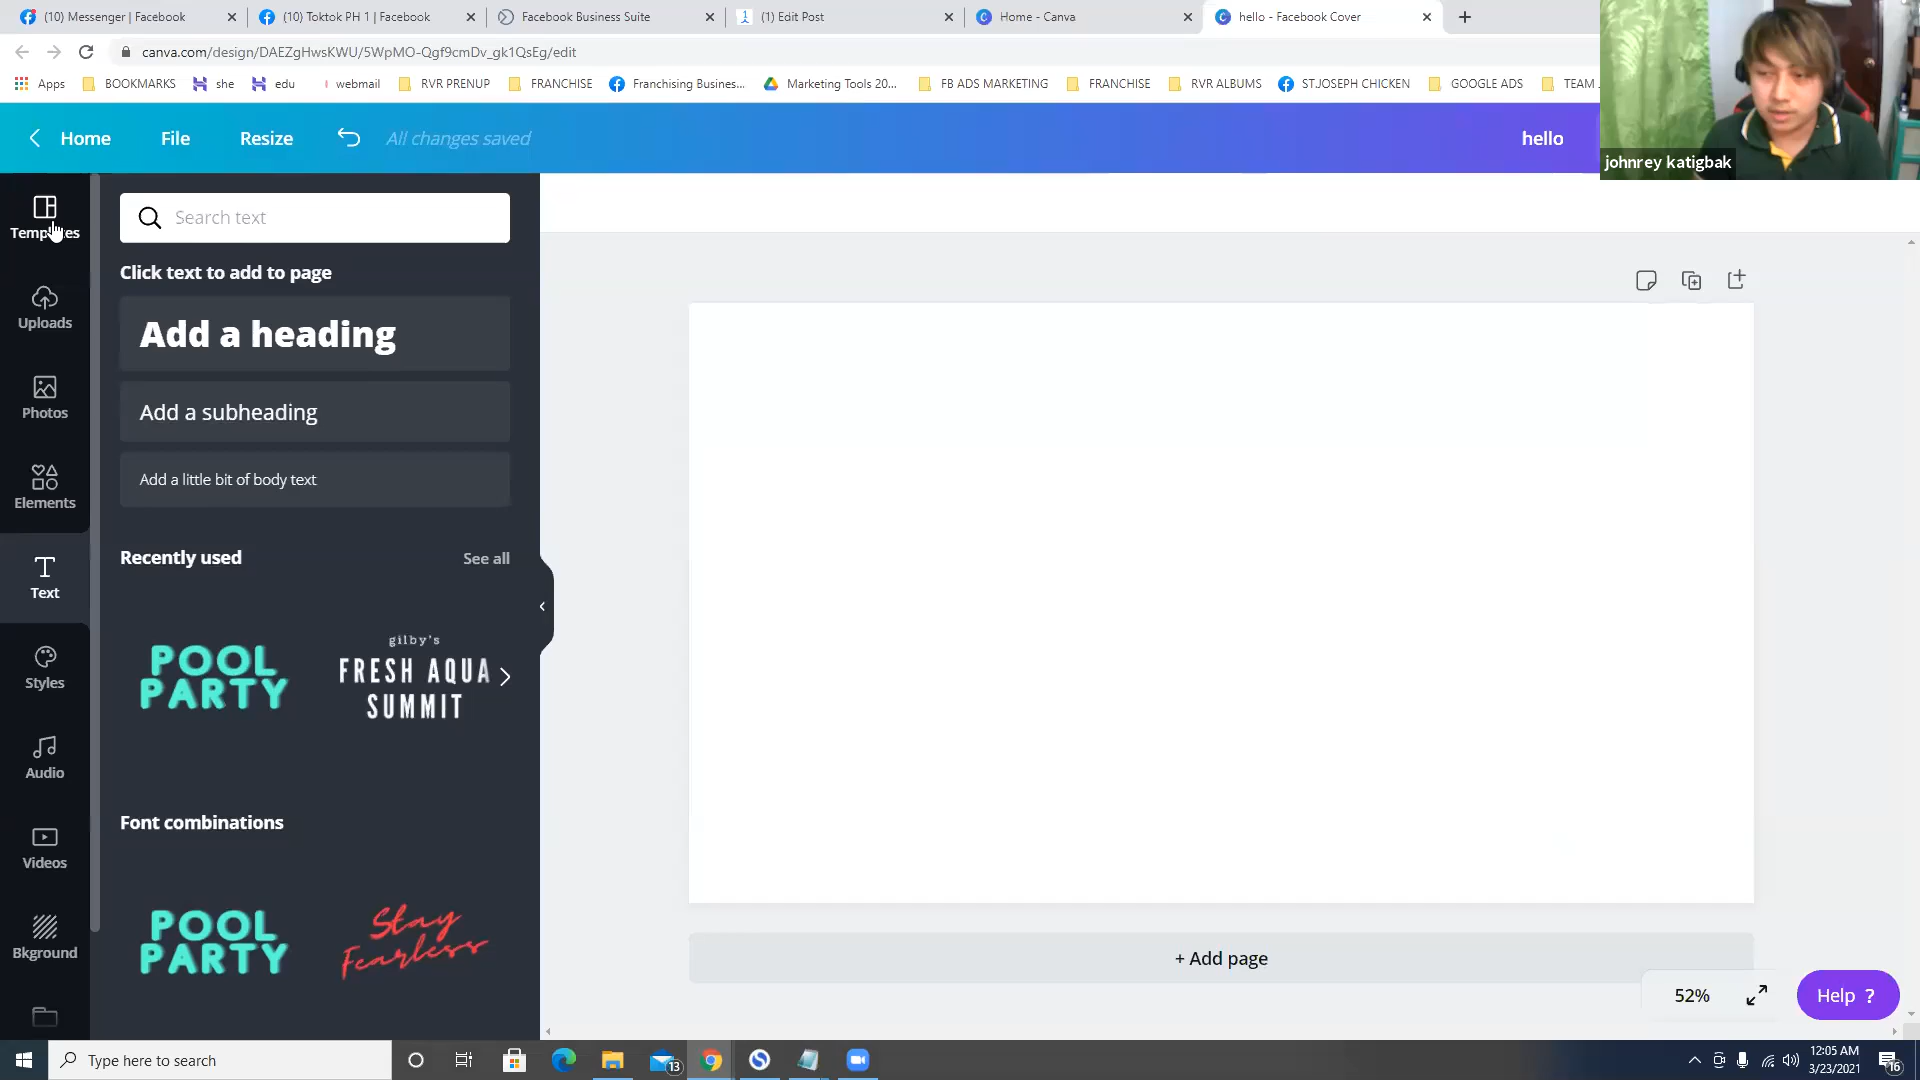 (10) Messenger | Facebook
(10) Toktok PH 1 | Facebook
Facebook Business Suite
(1) Edit Post
Home - Canva
hello - Facebook Cover
canva.com/design/DAEZgHwsKWU/5WpMO-Qgf9cmDv_gk1QsEg/edit
Apps
BOOKMARKS
she
edu
webmail
RVR PRENUP
FRANCHISE
Franchising Busines...
Marketing Tools 20...
FB ADS MARKETING
FRANCHISE
RVR ALBUMS
ST.JOSEPH CHICKEN
GOOGLE ADS
TEAM
Home
File
Resize
All changes saved
hello
johnrey katigbak
Templates
Uploads
Photos
Elements
Text
Styles
Audio
Videos
Bkground
Search text
Click text to add to page
Add a heading
Add a subheading
Add a little bit of body text
Recently used
See all
POOL
PARTY
gilby's
FRESH AQUA
SUMMIT
Font combinations
POOL
PARTY
Stay
Fearless
+ Add page
52%
Help ?
Type here to search
13
12:05 AM
3/23/2021
16